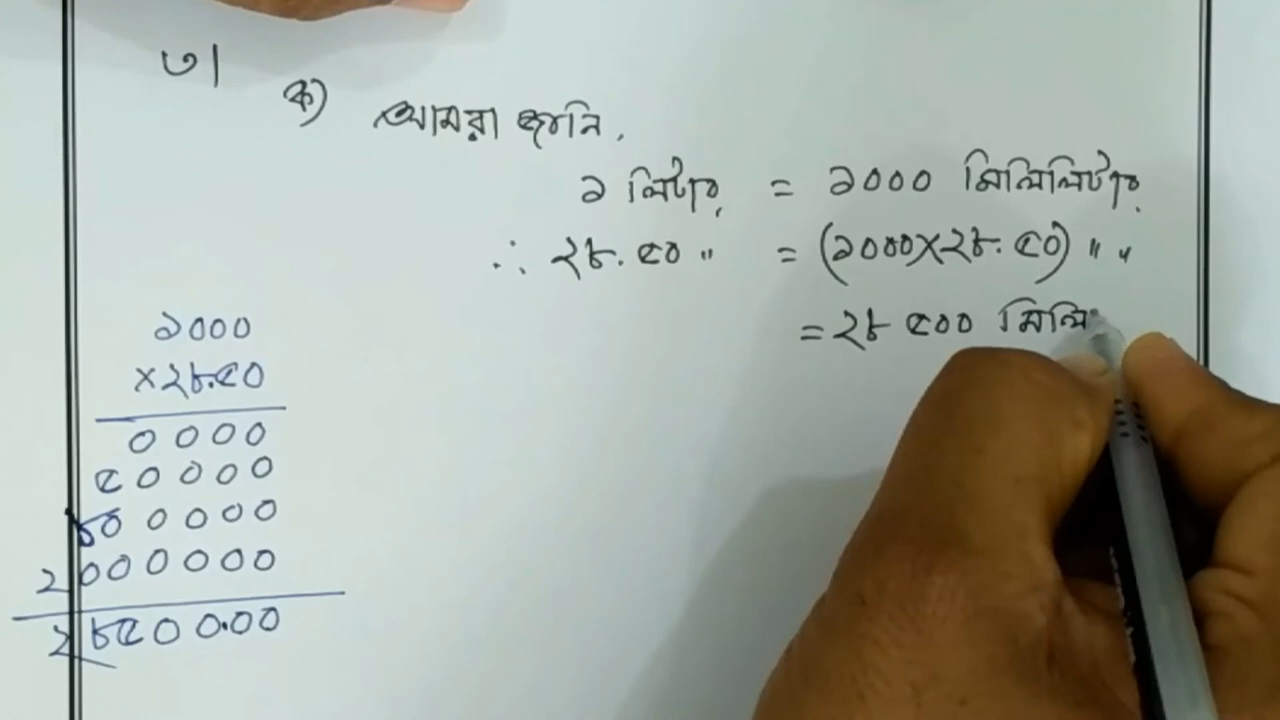 ৩।
ক) আমরা জানি,
১ লিটার = ১০০০ মিলিলিটার
∴ ২৮.৫০ " = (১০০০×২৮.৫০) " "
= ২৮৫০০ মিলি
১০০০
×২৮.৫০
০০০০
৫০০০০
৮০০০০০
২০০০০০০
২৮৫০০.০০